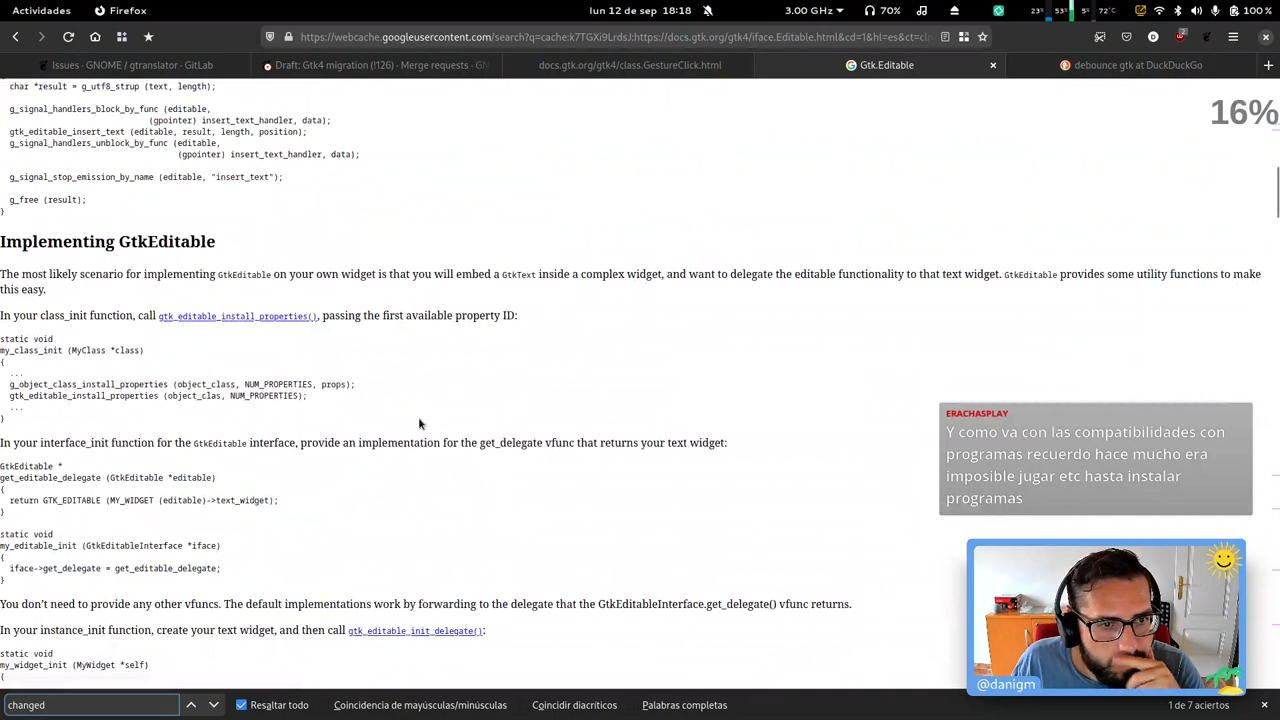 Actividades
Firefox
lun 12 de sep 18:18
3.00 GHz
70%
23%
53%
5%
72°C
100 %
https://webcache.googleusercontent.com/search?q=cache:k7TGXi9LrdsJ:https://docs.gtk.org/gtk4/iface.Editable.html&cd=1&hl=es&ct=cln
Issues · GNOME / gtranslator · GitLab
Draft: Gtk4 migration (!126) · Merge requests · GN
docs.gtk.org/gtk4/class.GestureClick.html
Gtk.Editable
debounce gtk at DuckDuckGo
16%
char *result = g_utf8_strup (text, length);
g_signal_handlers_block_by_func (editable,
(gpointer) insert_text_handler, data);
gtk_editable_insert_text (editable, result, length, position);
g_signal_handlers_unblock_by_func (editable,
(gpointer) insert_text_handler, data);
g_signal_stop_emission_by_name (editable, "insert_text");
g_free (result);
}
Implementing GtkEditable
The most likely scenario for implementing GtkEditable on your own widget is that you will embed a GtkText inside a complex widget, and want to delegate the editable functionality to that text widget. GtkEditable provides some utility functions to make
this easy.
In your class_init function, call gtk_editable_install_properties(), passing the first available property ID:
static void
my_class_init (MyClass *class)
{
...
g_object_class_install_properties (object_class, NUM_PROPERTIES, props);
gtk_editable_install_properties (object_clas, NUM_PROPERTIES);
...
}
In your interface_init function for the GtkEditable interface, provide an implementation for the get_delegate vfunc that returns your text widget:
GtkEditable *
get_editable_delegate (GtkEditable *editable)
{
return GTK_EDITABLE (MY_WIDGET (editable)->text_widget);
}
static void
my_editable_init (GtkEditableInterface *iface)
{
iface->get_delegate = get_editable_delegate;
}
You don't need to provide any other vfuncs. The default implementations work by forwarding to the delegate that the GtkEditableInterface.get_delegate() vfunc returns.
In your instance_init function, create your text widget, and then call gtk_editable_init_delegate():
static void
my_widget_init (MyWidget *self)
{
ERACHASPLAY
Y como va con las compatibilidades con
programas recuerdo hace mucho era
imposible jugar etc hasta instalar
programas
@danigm
changed
Resaltar todo
Coincidencia de mayúsculas/minúsculas
Coincidir diacríticos
Palabras completas
1 de 7 aciertos